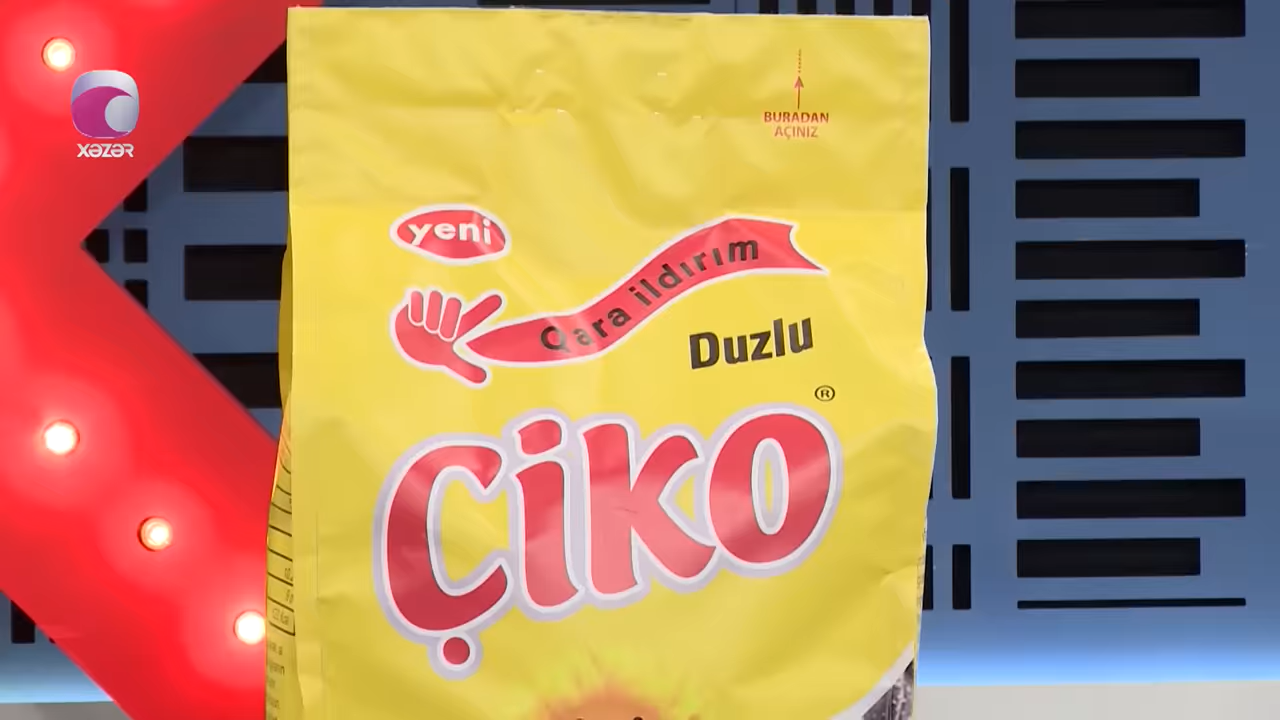 XƏZƏR
BURADAN
AÇINIZ
yeni
Qara ildırım
Duzlu
®
Çiko